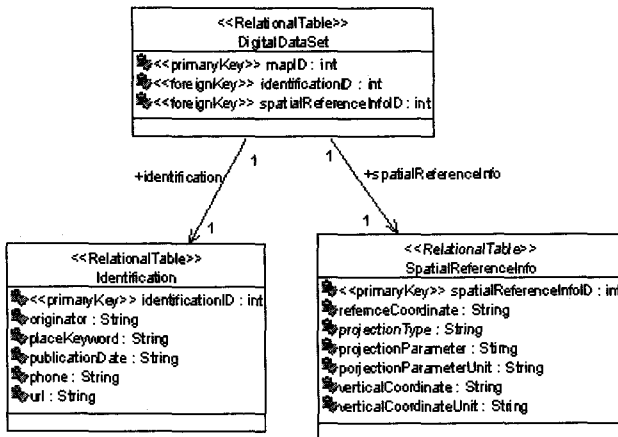 <<RelationalTable>>
DigitalDataSet
<<primaryKey>> mapID : int
<<foreignKey>> identificationID : int
<<foreignKey>> spatialReferenceInfoID : int
1
1
+identification
+spatialReferenceInfo
1
1
<<RelationalTable>>
Identification
<<primaryKey>> identificationID : int
originator : String
placeKeyword : String
publicationDate : String
phone : String
url : String
<<RelationalTable>>
SpatialReferenceInfo
<<primaryKey>> spatialReferenceInfoID : int
refernceCoordinate : String
projectionType : String
projectionParameter : String
porjectionParameterUnit : String
verticalCoordinate : String
verticalCoordinateUnit : String